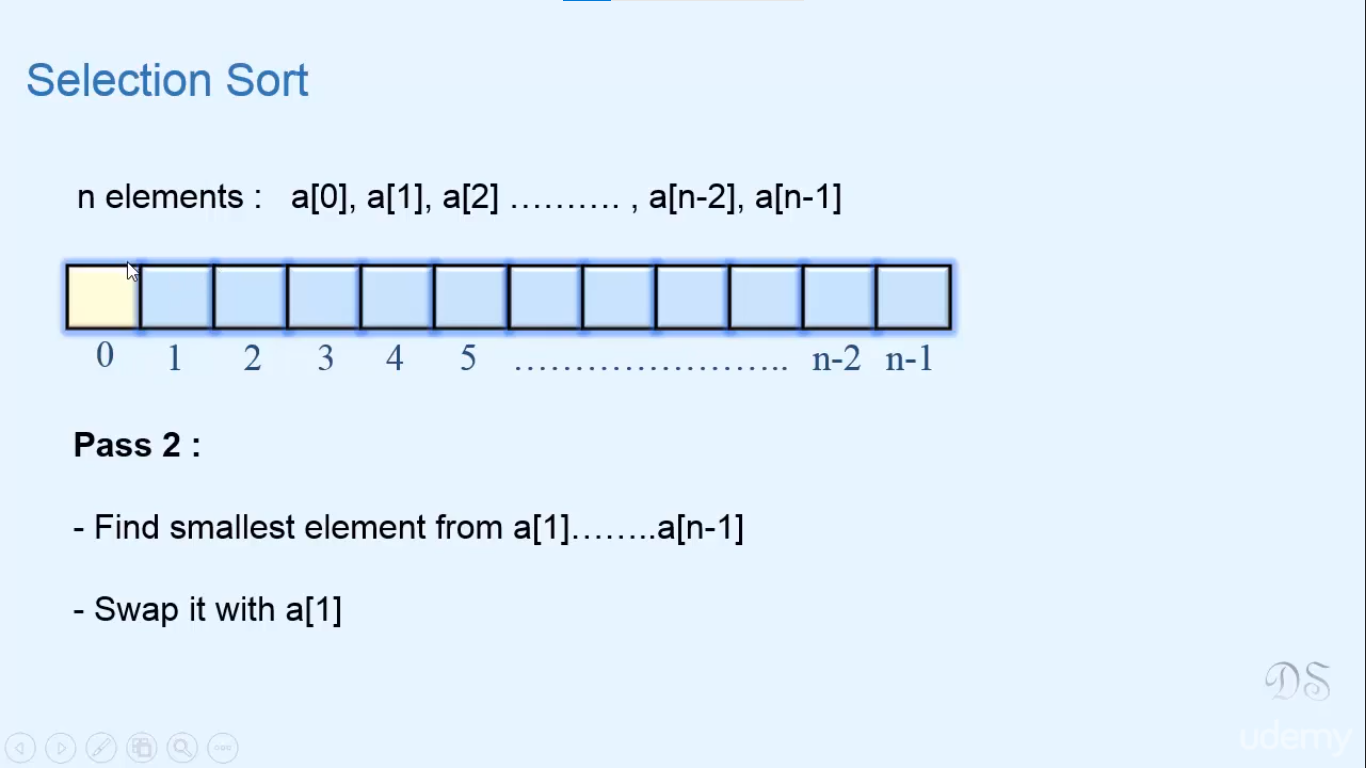 Selection Sort
n elements : a[0], a[1], a[2] ………. , a[n-2], a[n-1]
0 1 2 3 4 5 ………………….. n-2 n-1
Pass 2 :
- Find smallest element from a[1]……..a[n-1]
- Swap it with a[1]
DS
udemy